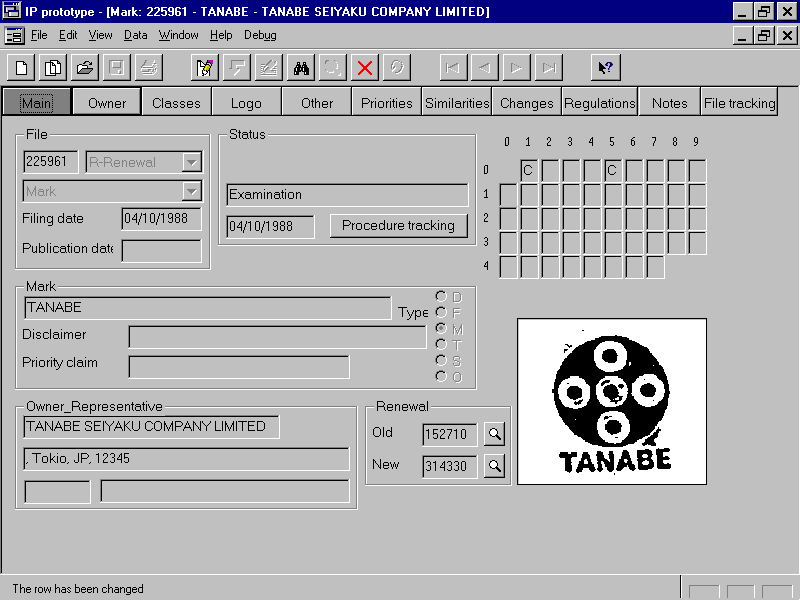 IP prototype - [Mark: 225961 - TANABE - TANABE SEIYAKU COMPANY LIMITED]
File Edit View Data Window Help Debug
Main Owner Classes Logo Other Priorities Similarities Changes Regulations Notes File tracking
File
225961 R-Renewal
Mark
Filing date 04/10/1988
Publication date
Status
Examination
04/10/1988 Procedure tracking
0 1 2 3 4 5 6 7 8 9
0 C C
1
2
3
4
Mark
TANABE
Type
D
F
M
T
S
O
Disclaimer
Priority claim
Owner_Representative
TANABE SEIYAKU COMPANY LIMITED
, Tokio, JP, 12345
Renewal
Old 152710
New 314330
TANABE
The row has been changed